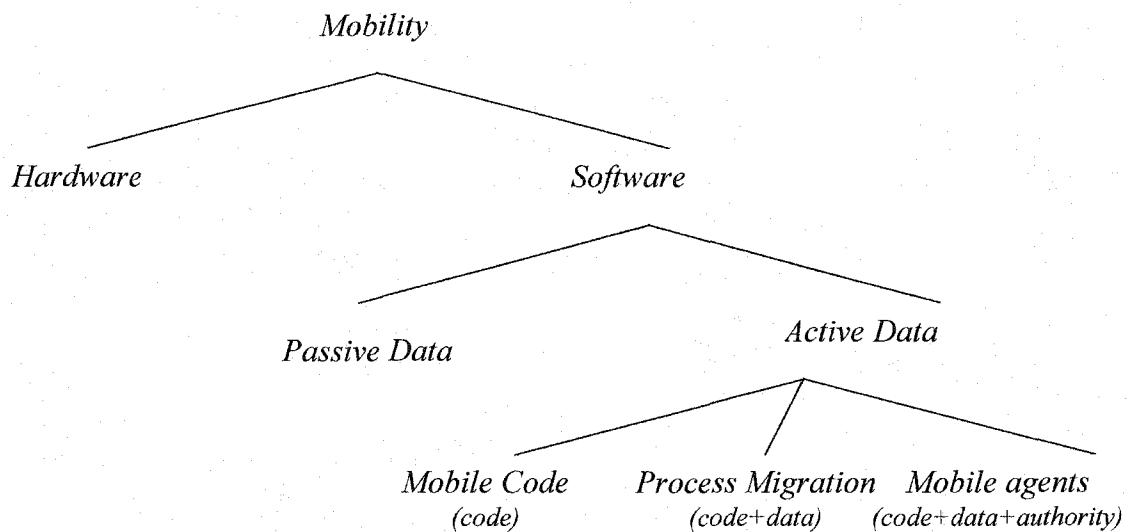 Mobility
Hardware
Software
Passive Data
Active Data
Mobile Code
(code)
Process Migration
(code+data)
Mobile agents
(code+data+authority)